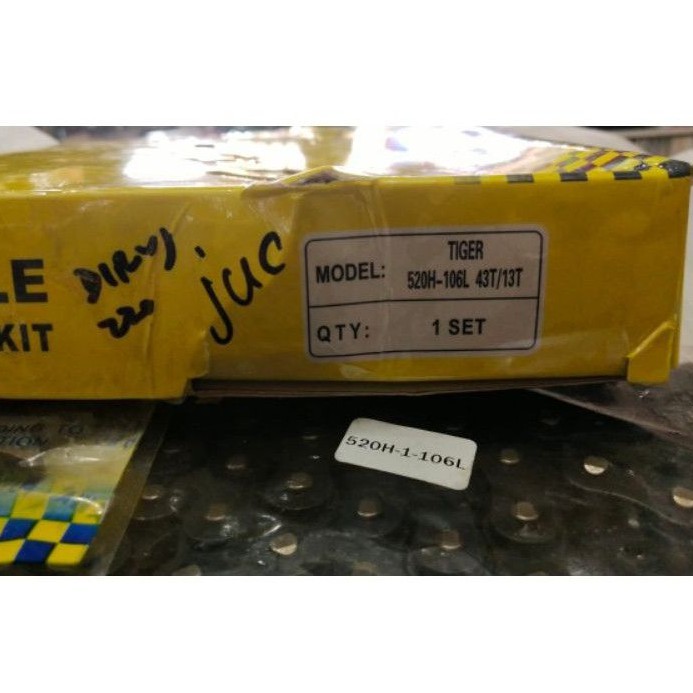 LE
KIT
juc
MODEL:
TIGER
520H-106L 43T/13T
QTY:
1 SET
520H-1-106L